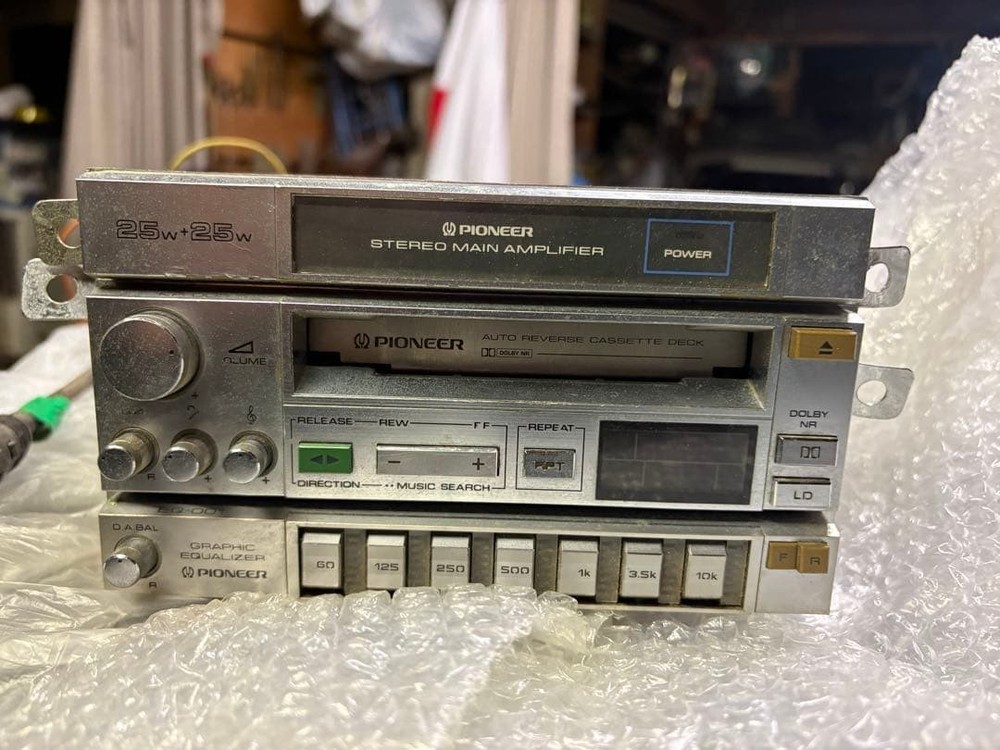 25w+25w
PIONEER
STEREO MAIN AMPLIFIER
POWER
PIONEER AUTO REVERSE CASSETTE DECK
DOLBY NR
RELEASE REW FF
REPEAT
DOLBY
NR
- +
RPT
R + +
DIRECTION MUSIC SEARCH
LD
D.A.BAL
GRAPHIC
EQUALIZER
PIONEER
R
60 125 250 500 1k 3.5k 10k
F R